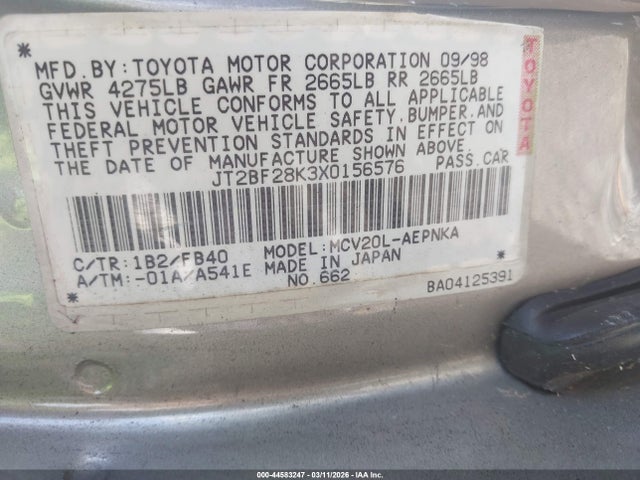 MFD.BY:TOYOTA MOTOR CORPORATION 09/98
GVWR 4275LB GAWR FR 2665LB RR 2665LB
THIS VEHICLE CONFORMS TO ALL APPLICABLE
FEDERAL MOTOR VEHICLE SAFETY,BUMPER,AND
THEFT PREVENTION STANDARDS IN EFFECT ON
THE DATE OF MANUFACTURE SHOWN ABOVE.
JT2BF28K3X0156576 PASS.CAR
C/TR:1B2/FB40 MODEL:MCV20L-AEPNKA
A/TM:-01A/A541E MADE IN JAPAN
NO.662 BA04125391
TOYOTA
000-44583247 - 03/11/2026 - IAA Inc.